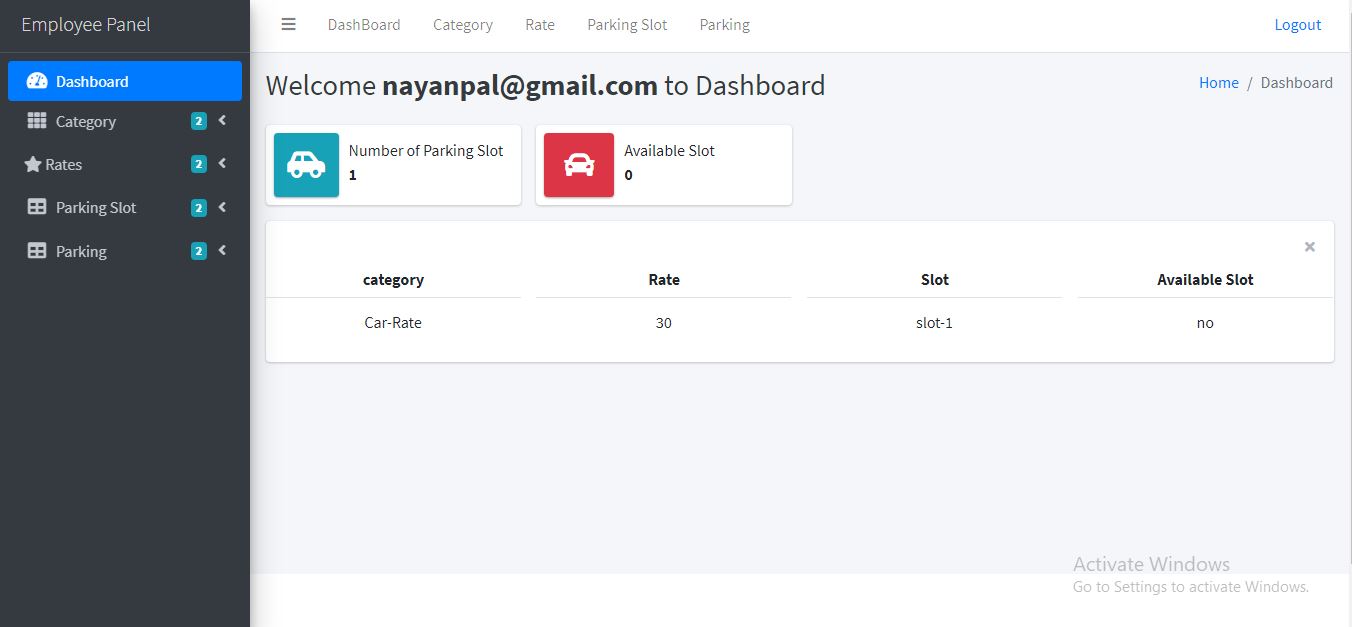 Employee Panel
DashBoard Category Rate Parking Slot Parking Logout
Dashboard
Category 2
Rates 2
Parking Slot 2
Parking 2
Welcome nayanpal@gmail.com to Dashboard
Home / Dashboard
Number of Parking Slot
1
Available Slot
0
×
category Rate Slot Available Slot
Car-Rate 30 slot-1 no
Activate Windows
Go to Settings to activate Windows.